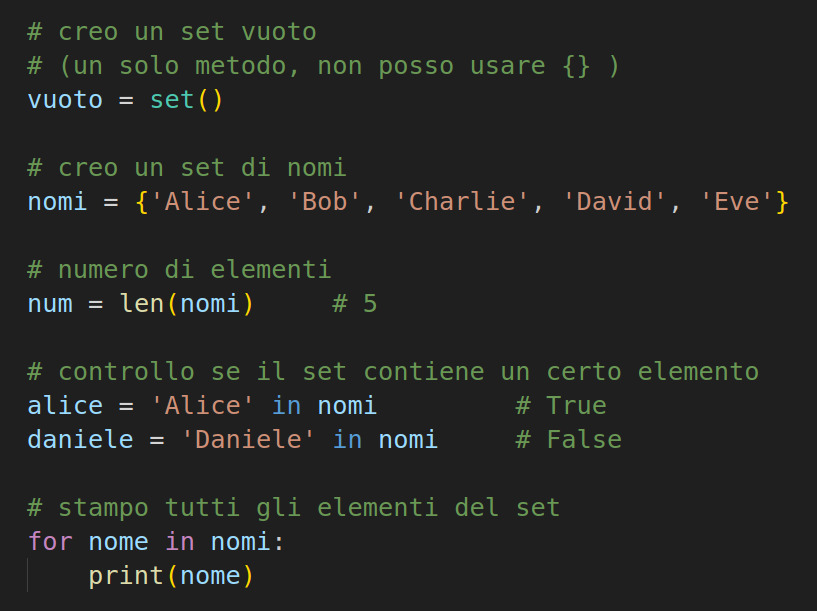 # creo un set vuoto
# (un solo metodo, non posso usare {} )
vuoto = set()

# creo un set di nomi
nomi = {'Alice', 'Bob', 'Charlie', 'David', 'Eve'}

# numero di elementi
num = len(nomi)     # 5

# controllo se il set contiene un certo elemento
alice = 'Alice' in nomi         # True
daniele = 'Daniele' in nomi     # False

# stampo tutti gli elementi del set
for nome in nomi:
    print(nome)